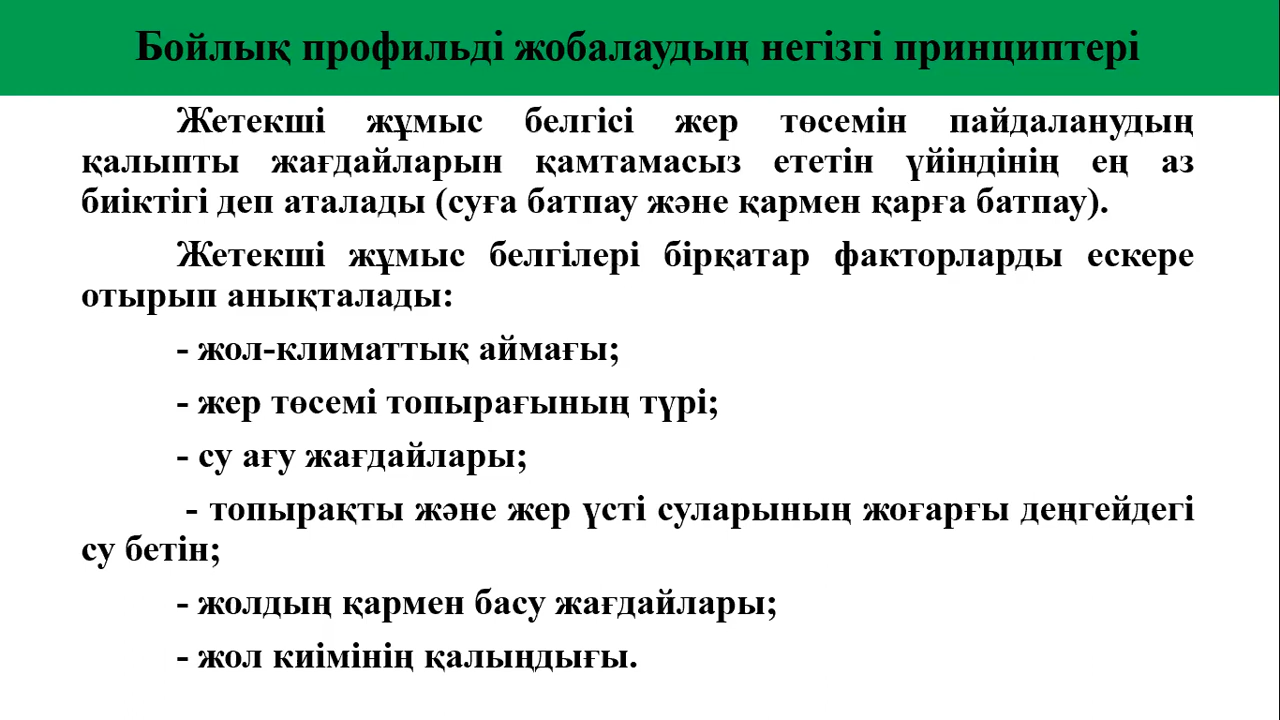 Бойлық профильді жобалаудың негізгі принциптері
Жетекші жұмыс белгісі жер төсемін пайдаланудың
қалыпты жағдайларын қамтамасыз ететін үйіндінің ең аз
биіктігі деп аталады (суға батпау және қармен қарға батпау).
Жетекші жұмыс белгілері бірқатар факторларды ескере
отырып анықталады:
- жол-климаттық аймағы;
- жер төсемі топырағының түрі;
- су ағу жағдайлары;
- топырақты және жер үсті суларының жоғарғы деңгейдегі
су бетін;
- жолдың қармен басу жағдайлары;
- жол киімінің қалыңдығы.